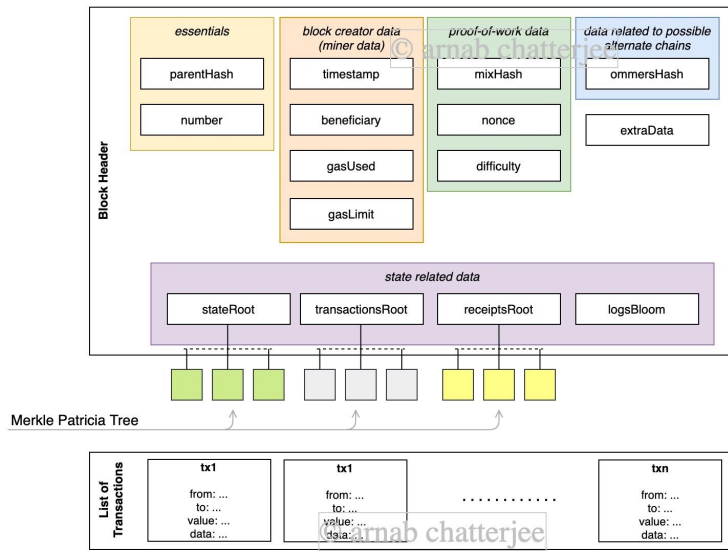 essentials
parentHash
number
block creator data
(miner data)
timestamp
beneficiary
gasUsed
gasLimit
proof-of-work data
mixHash
nonce
difficulty
data related to possible
alternate chains
ommersHash
extraData
© arnab chatterjee
Block Header
state related data
stateRoot
transactionsRoot
receiptsRoot
logsBloom
Merkle Patricia Tree
List of
Transactions
tx1
from: ...
to: ...
value: ...
data: ...
tx1
from: ...
to: ...
value: ...
data: ...
............
txn
from: ...
to: ...
value: ...
data: ...
© arnab chatterjee